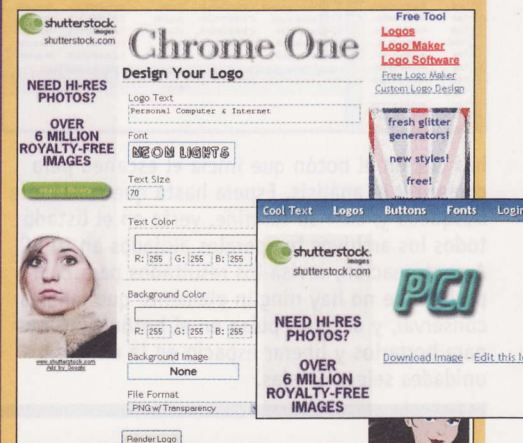 shutterstock
images
shutterstock.com
NEED HI-RES
PHOTOS?
OVER
6 MILLION
ROYALTY-FREE
IMAGES
www.shutterstock.com
Ads by Google
Chrome One
Design Your Logo
Logo Text
Personal Computer & Internet
Font
NEON LIGHTS
Text Size
70
Text Color
R: 255 G: 255 B: 255
Background Color
R: 255 G: 255 B: 255
Background Image
None
File Format
PNG w/ Transparency
Render Logo
Free Tool
Logos
Logo Maker
Logo Software
Free Logo Maker
Custom Logo Design
fresh glitter
generators!
new styles!
free!
Cool Text Logos Buttons Fonts Login
shutterstock
images
shutterstock.com
NEED HI-RES
PHOTOS?
OVER
6 MILLION
ROYALTY-FREE
IMAGES
PCI
Download Image - Edit this lo